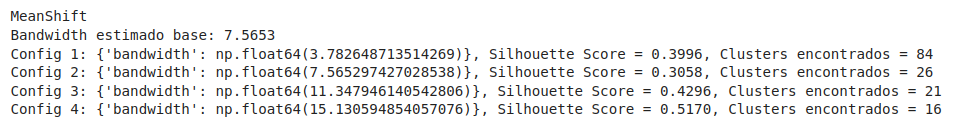 MeanShift
Bandwidth estimado base: 7.5653
Config 1: {'bandwidth': np.float64(3.782648713514269)}, Silhouette Score = 0.3996, Clusters encontrados = 84
Config 2: {'bandwidth': np.float64(7.565297427028538)}, Silhouette Score = 0.3058, Clusters encontrados = 26
Config 3: {'bandwidth': np.float64(11.347946140542806)}, Silhouette Score = 0.4296, Clusters encontrados = 21
Config 4: {'bandwidth': np.float64(15.130594854057076)}, Silhouette Score = 0.5170, Clusters encontrados = 16